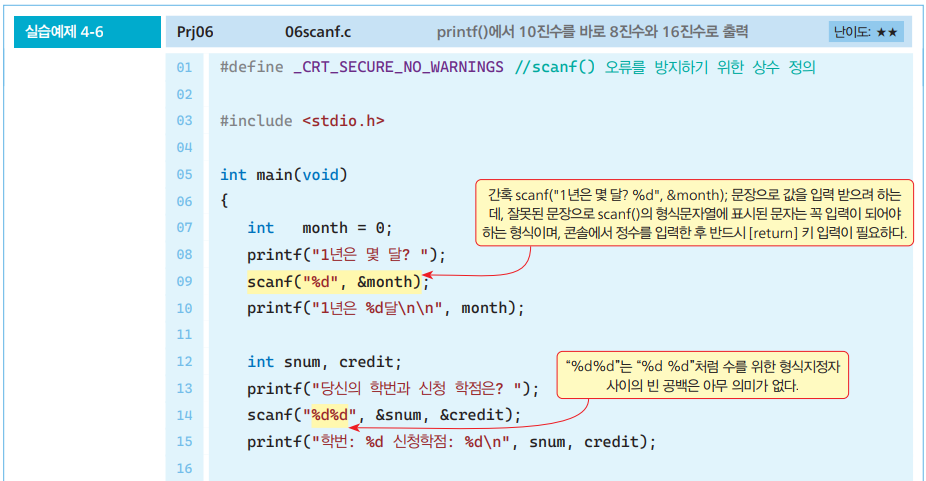 실습예제 4-6 Prj06 06scanf.c printf()에서 10진수를 바로 8진수와 16진수로 출력 난이도: ★★
01 #define _CRT_SECURE_NO_WARNINGS //scanf() 오류를 방지하기 위한 상수 정의
02
03 #include <stdio.h>
04
05 int main(void)
06 {
간혹 scanf("1년은 몇 달? %d", &month); 문장으로 값을 입력 받으려 하는
데, 잘못된 문장으로 scanf()의 형식문자열에 표시된 문자는 꼭 입력이 되어야
하는 형식이며, 콘솔에서 정수를 입력한 후 반드시 [return] 키 입력이 필요하다.
07 int month = 0;
08 printf("1년은 몇 달? ");
09 scanf("%d", &month);
10 printf("1년은 %d달\n\n", month);
11
12 int snum, credit;
“%d%d”는 “%d %d”처럼 수를 위한 형식지정자
사이의 빈 공백은 아무 의미가 없다.
13 printf("당신의 학번과 신청 학점은? ");
14 scanf("%d%d", &snum, &credit);
15 printf("학번: %d 신청학점: %d\n", snum, credit);
16